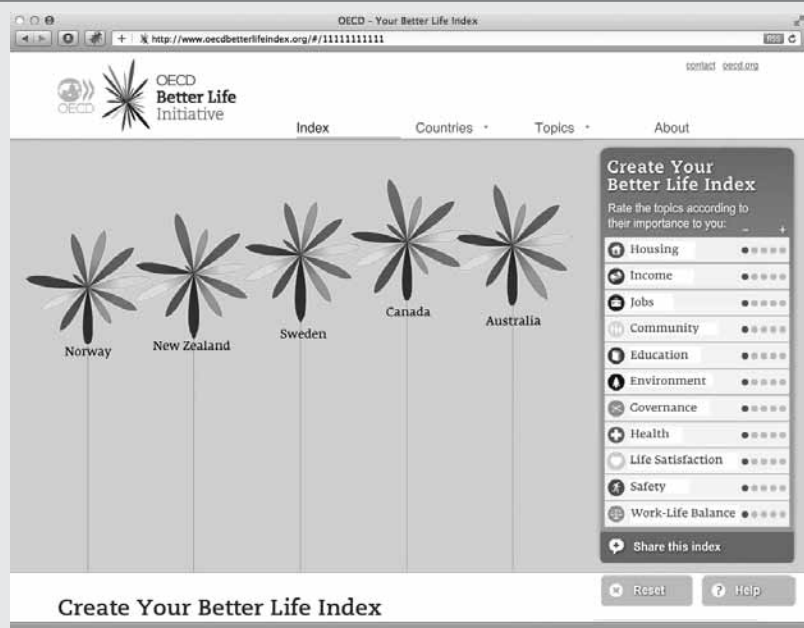 OECD – Your Better Life Index
http://www.oecdbetterlifeindex.org/#/11111111111
RSS
contact oecd.org
OECD
OECD
Better Life
Initiative
Index Countries Topics About
Create Your
Better Life Index
Rate the topics according to
their importance to you: – +
Housing
Income
Jobs
Community
Education
Environment
Governance
Health
Life Satisfaction
Safety
Work-Life Balance
Share this index
Norway
New Zealand
Sweden
Canada
Australia
Reset
? Help
Create Your Better Life Index